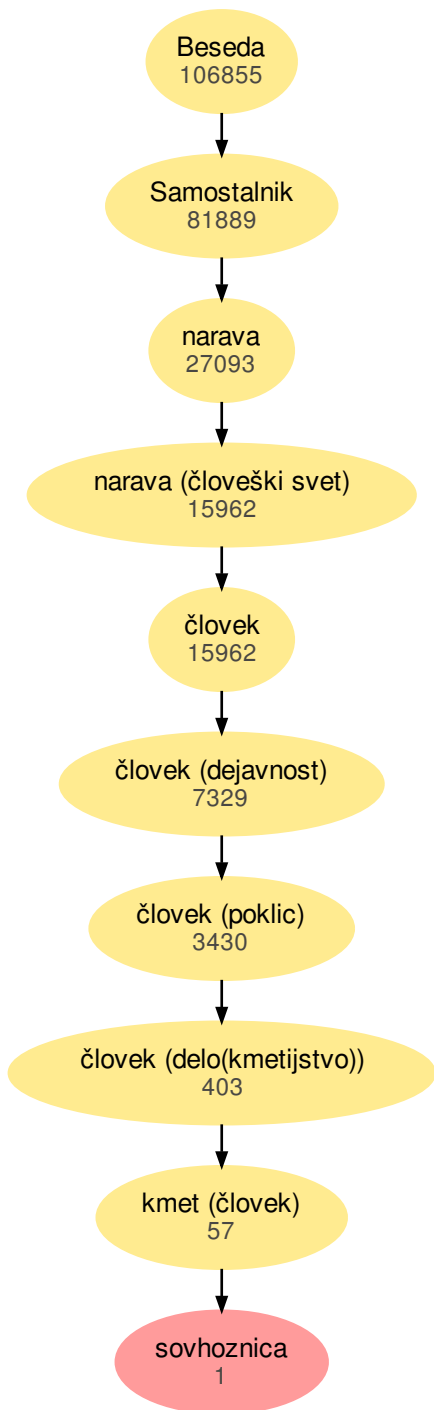 Beseda
106855
Samostalnik
81889
narava
27093
narava (človeški svet)
15962
človek
15962
človek (dejavnost)
7329
človek (poklic)
3430
človek (delo(kmetijstvo))
403
kmet (človek)
57
sovhoznica
1